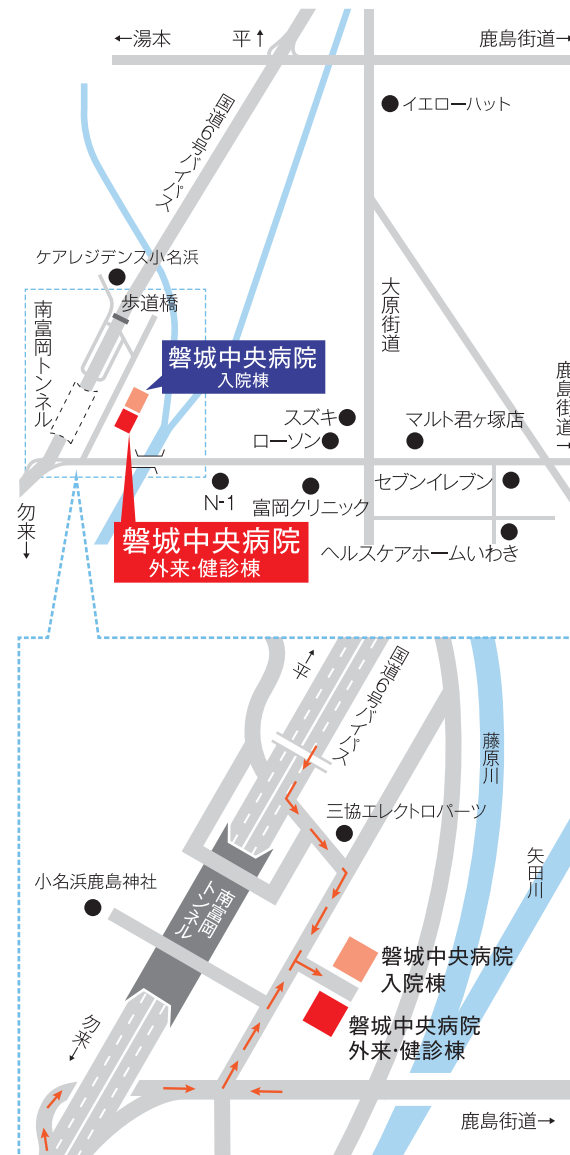 ←湯本
平↑
鹿島街道→
イエローハット
国道6号バイパス
ケアレジデンス小名浜
歩道橋
南富岡トンネル
大原街道
磐城中央病院
入院棟
鹿島街道→
スズキ
ローソン
マルト君ヶ塚店
セブンイレブン
N-1
富岡クリニック
勿来→
磐城中央病院
外来・健診棟
ヘルスケアホームいわき
←平
国道6号バイパス
藤原川
三協エレクトロパーツ
矢田川
小名浜鹿島神社
南富岡
トンネル
磐城中央病院
入院棟
磐城中央病院
外来・健診棟
勿来→
鹿島街道→